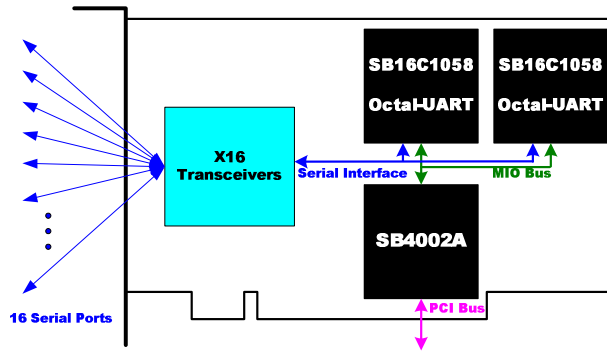 SB16C1058
Octal-UART
SB16C1058
Octal-UART
X16
Transceivers
Serial Interface
MIO Bus
SB4002A
PCI Bus
16 Serial Ports